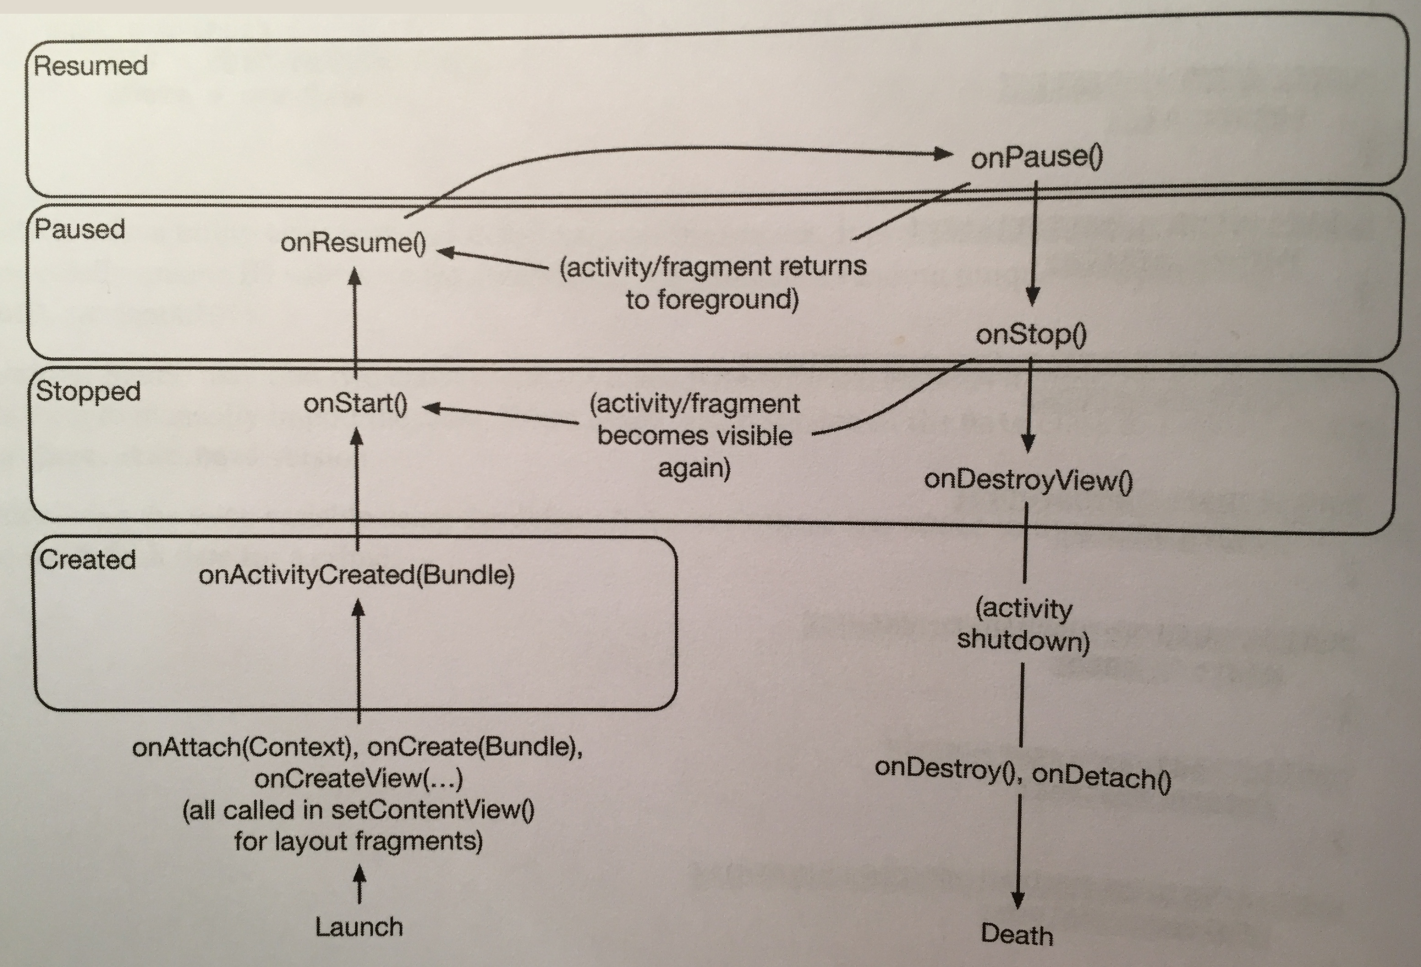 Resumed
onPause()
Paused
onResume()
(activity/fragment returns
to foreground)
onStop()
Stopped
onStart()
(activity/fragment
becomes visible
again)
onDestroyView()
Created
onActivityCreated(Bundle)
(activity
shutdown)
onAttach(Context), onCreate(Bundle),
onCreateView(...)
(all called in setContentView()
for layout fragments)
onDestroy(), onDetach()
Launch
Death